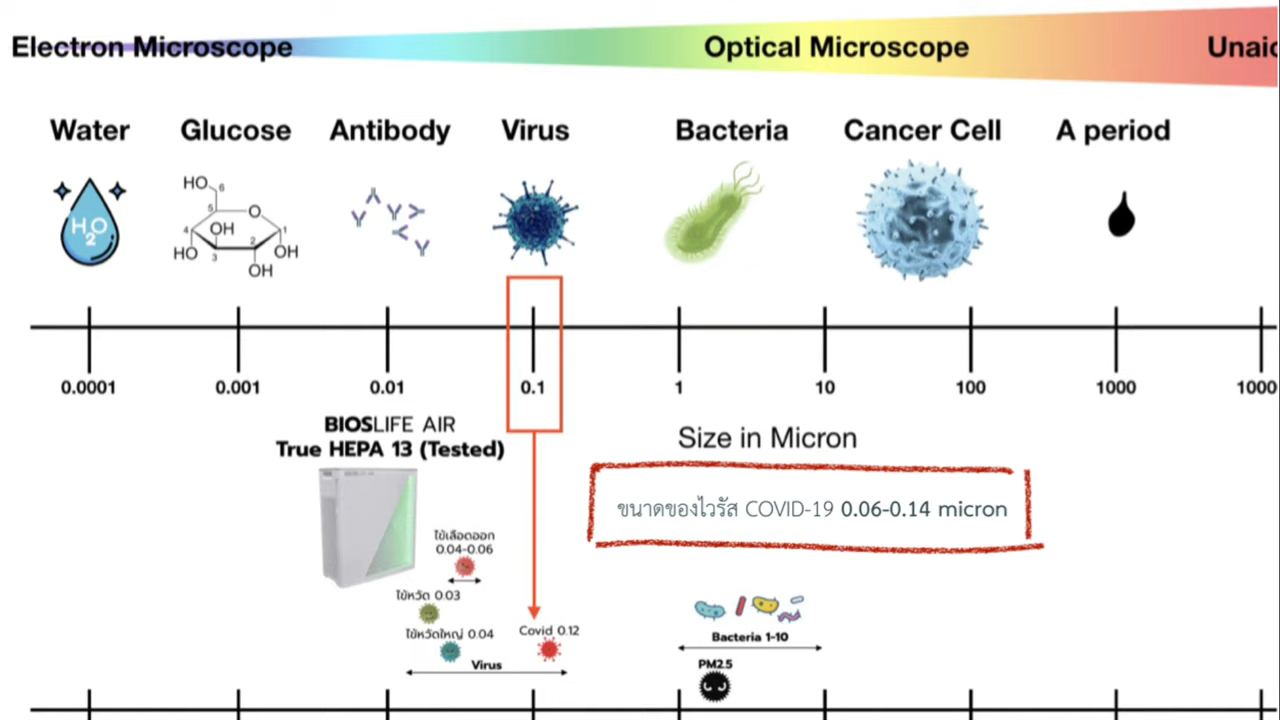 Electron Microscope
Optical Microscope
Unaid
Water
Glucose
Antibody
Virus
Bacteria
Cancer Cell
A period
H2O
HO
6
5
O
4
OH
1
HO
3
2
OH
OH
0.0001
0.001
0.01
0.1
1
10
100
1000
1000
BIOSLIFE AIR
True HEPA 13 (Tested)
Size in Micron
ขนาดของไวรัส COVID-19 0.06-0.14 micron
ไข้เลือดออก
0.04-0.06
ไข้หวัด 0.03
ไข้หวัดใหญ่ 0.04
Covid 0.12
Virus
Bacteria 1-10
PM2.5